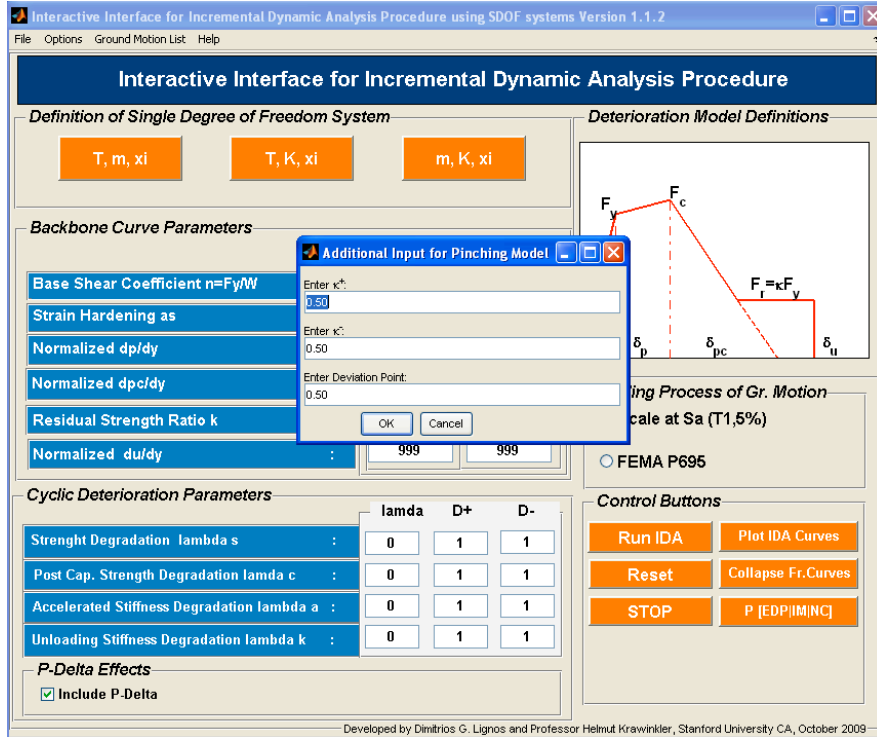 Interactive Interface for Incremental Dynamic Analysis Procedure using SDOF systems Version 1.1.2
File Options Ground Motion List Help
Interactive Interface for Incremental Dynamic Analysis Procedure
Definition of Single Degree of Freedom System
T, m, xi
T, K, xi
m, K, xi
Deterioration Model Definitions
Fy
Fc
Fr=κFy
δp
δpc
δu
Backbone Curve Parameters
Base Shear Coefficient n=Fy/W
Strain Hardening as
Normalized dp/dy
Normalized dpc/dy
Residual Strength Ratio k
Normalized du/dy :
999 999
Additional Input for Pinching Model
Enter κ+:
0.50
Enter κ-:
0.50
Enter Deviation Point:
0.50
OK Cancel
Process of Gr. Motion
at Sa (T1,5%)
FEMA P695
Cyclic Deterioration Parameters
lamda D+ D-
Strenght Degradation lambda s : 0 1 1
Post Cap. Strength Degradation lamda c : 0 1 1
Accelerated Stiffness Degradation lambda a : 0 1 1
Unloading Stiffness Degradation lambda k : 0 1 1
Control Buttons
Run IDA
Plot IDA Curves
Reset
Collapse Fr.Curves
STOP
P [EDP|IM|NC]
P-Delta Effects
Include P-Delta
Developed by Dimitrios G. Lignos and Professor Helmut Krawinkler, Stanford University CA, October 2009